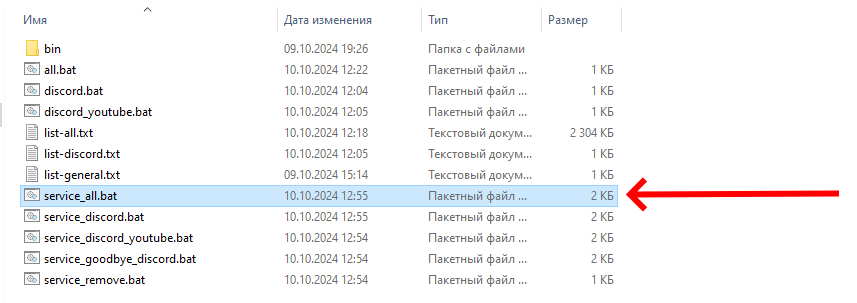 Имя Дата изменения Тип Размер
bin 09.10.2024 19:26 Папка с файлами
all.bat 10.10.2024 12:22 Пакетный файл ... 1 КБ
discord.bat 10.10.2024 12:04 Пакетный файл ... 1 КБ
discord_youtube.bat 10.10.2024 12:05 Пакетный файл ... 1 КБ
list-all.txt 10.10.2024 12:18 Текстовый докум... 2 304 КБ
list-discord.txt 10.10.2024 12:05 Текстовый докум... 1 КБ
list-general.txt 09.10.2024 15:14 Текстовый докум... 1 КБ
service_all.bat 10.10.2024 12:55 Пакетный файл ... 2 КБ
service_discord.bat 10.10.2024 12:55 Пакетный файл ... 2 КБ
service_discord_youtube.bat 10.10.2024 12:54 Пакетный файл ... 2 КБ
service_goodbye_discord.bat 10.10.2024 12:54 Пакетный файл ... 2 КБ
service_remove.bat 10.10.2024 12:54 Пакетный файл ... 1 КБ